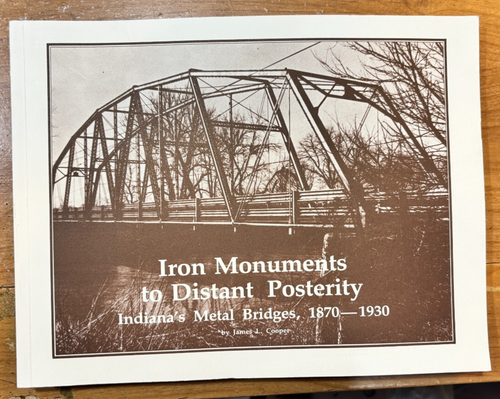 Iron Monuments
to Distant Posterity
Indiana's Metal Bridges, 1870—1930
by James L. Cooper